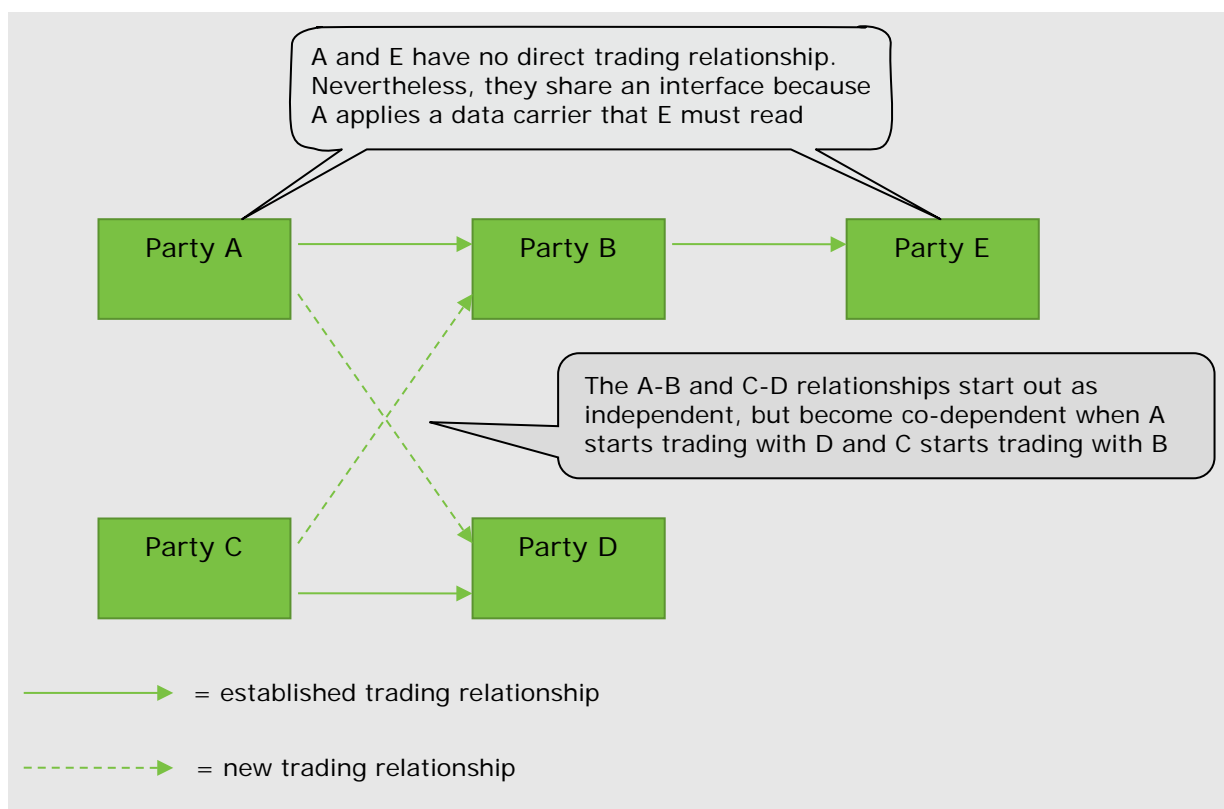 A and E have no direct trading relationship.
Nevertheless, they share an interface because
A applies a data carrier that E must read
Party A
Party B
Party E
The A-B and C-D relationships start out as
independent, but become co-dependent when A
starts trading with D and C starts trading with B
Party C
Party D
= established trading relationship
= new trading relationship